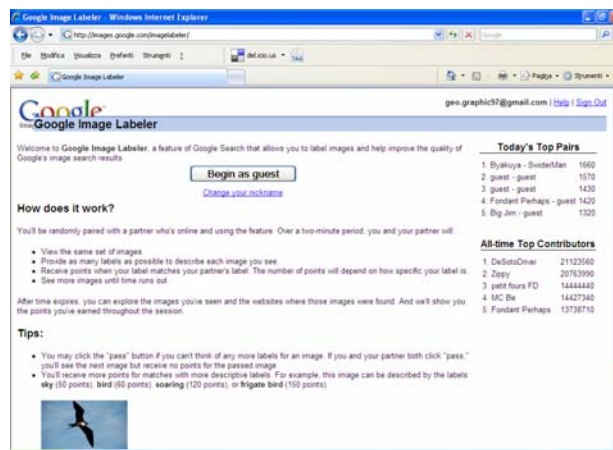 Google Image Labeler - Windows Internet Explorer
http://images.google.com/imagelabeler/
Google
File Modifica Visualizza Preferiti Strumenti ?
del.icio.us
TAG
Google Image Labeler
Pagina
Strumenti
geo.graphic97@gmail.com | Help | Sign Out
Google
Google Image Labeler
Welcome to Google Image Labeler, a feature of Google Search that allows you to label images and help improve the quality of
Google's image search results.
Begin as guest
Change your nickname
How does it work?
You'll be randomly paired with a partner who's online and using the feature. Over a two-minute period, you and your partner will:
View the same set of images.
Provide as many labels as possible to describe each image you see.
Receive points when your label matches your partner's label. The number of points will depend on how specific your label is.
See more images until time runs out.
After time expires, you can explore the images you've seen and the websites where those images were found. And we'll show you
the points you've earned throughout the session.
Tips:
You may click the "pass" button if you can't think of any more labels for an image. If you and your partner both click "pass,"
you'll see the next image but receive no points for the passed image.
You'll receive more points for matches with more descriptive labels. For example, this image can be described by the labels
sky (50 points), bird (60 points), soaring (120 points), or frigate bird (150 points).
Today's Top Pairs
1. Byakuya - SwiderMan 1660
2. guest - guest 1570
3. guest - guest 1430
4. Fondant Perhaps - guest 1420
5. Big Jim - guest 1320
All-time Top Contributors
1. DeSotoDriver 21123560
2. Zippy 20763990
3. petit fours FD 14444440
4. MC Be 14427340
5. Fondant Perhaps 13738710